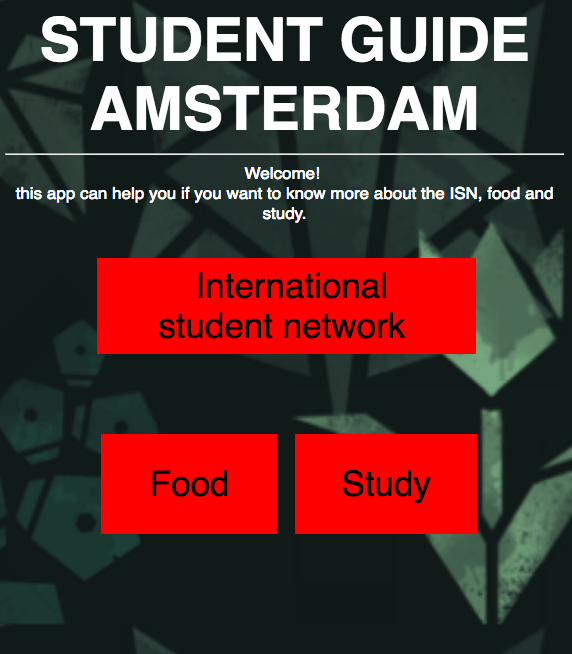 STUDENT GUIDE
AMSTERDAM
Welcome!
this app can help you if you want to know more about the ISN, food and
study.
International
student network
Food
Study